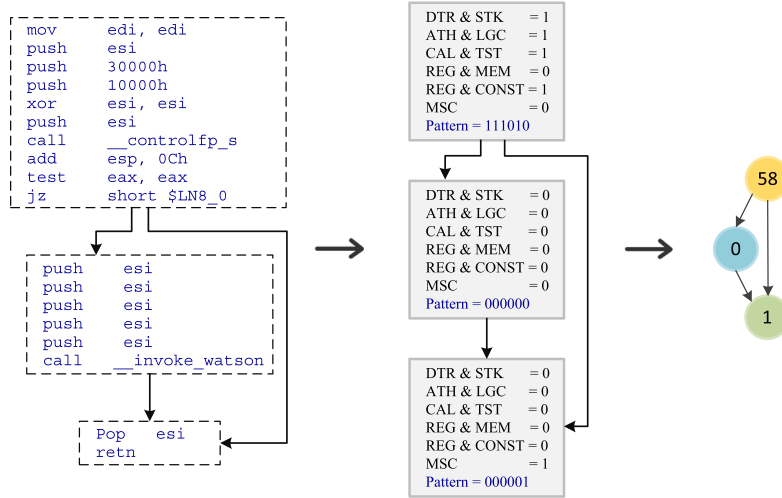 mov edi, edi
push esi
push 30000h
push 10000h
xor esi, esi
push esi
call __controlfp_s
add esp, 0Ch
test eax, eax
jz short $LN8_0
push esi
push esi
push esi
push esi
push esi
call __invoke_watson
Pop esi
retn
DTR & STK = 1
ATH & LGC = 1
CAL & TST = 1
REG & MEM = 0
REG & CONST = 1
MSC = 0
Pattern = 111010
DTR & STK = 0
ATH & LGC = 0
CAL & TST = 0
REG & MEM = 0
REG & CONST = 0
MSC = 0
Pattern = 000000
DTR & STK = 0
ATH & LGC = 0
CAL & TST = 0
REG & MEM = 0
REG & CONST = 0
MSC = 1
Pattern = 000001
58
0
1